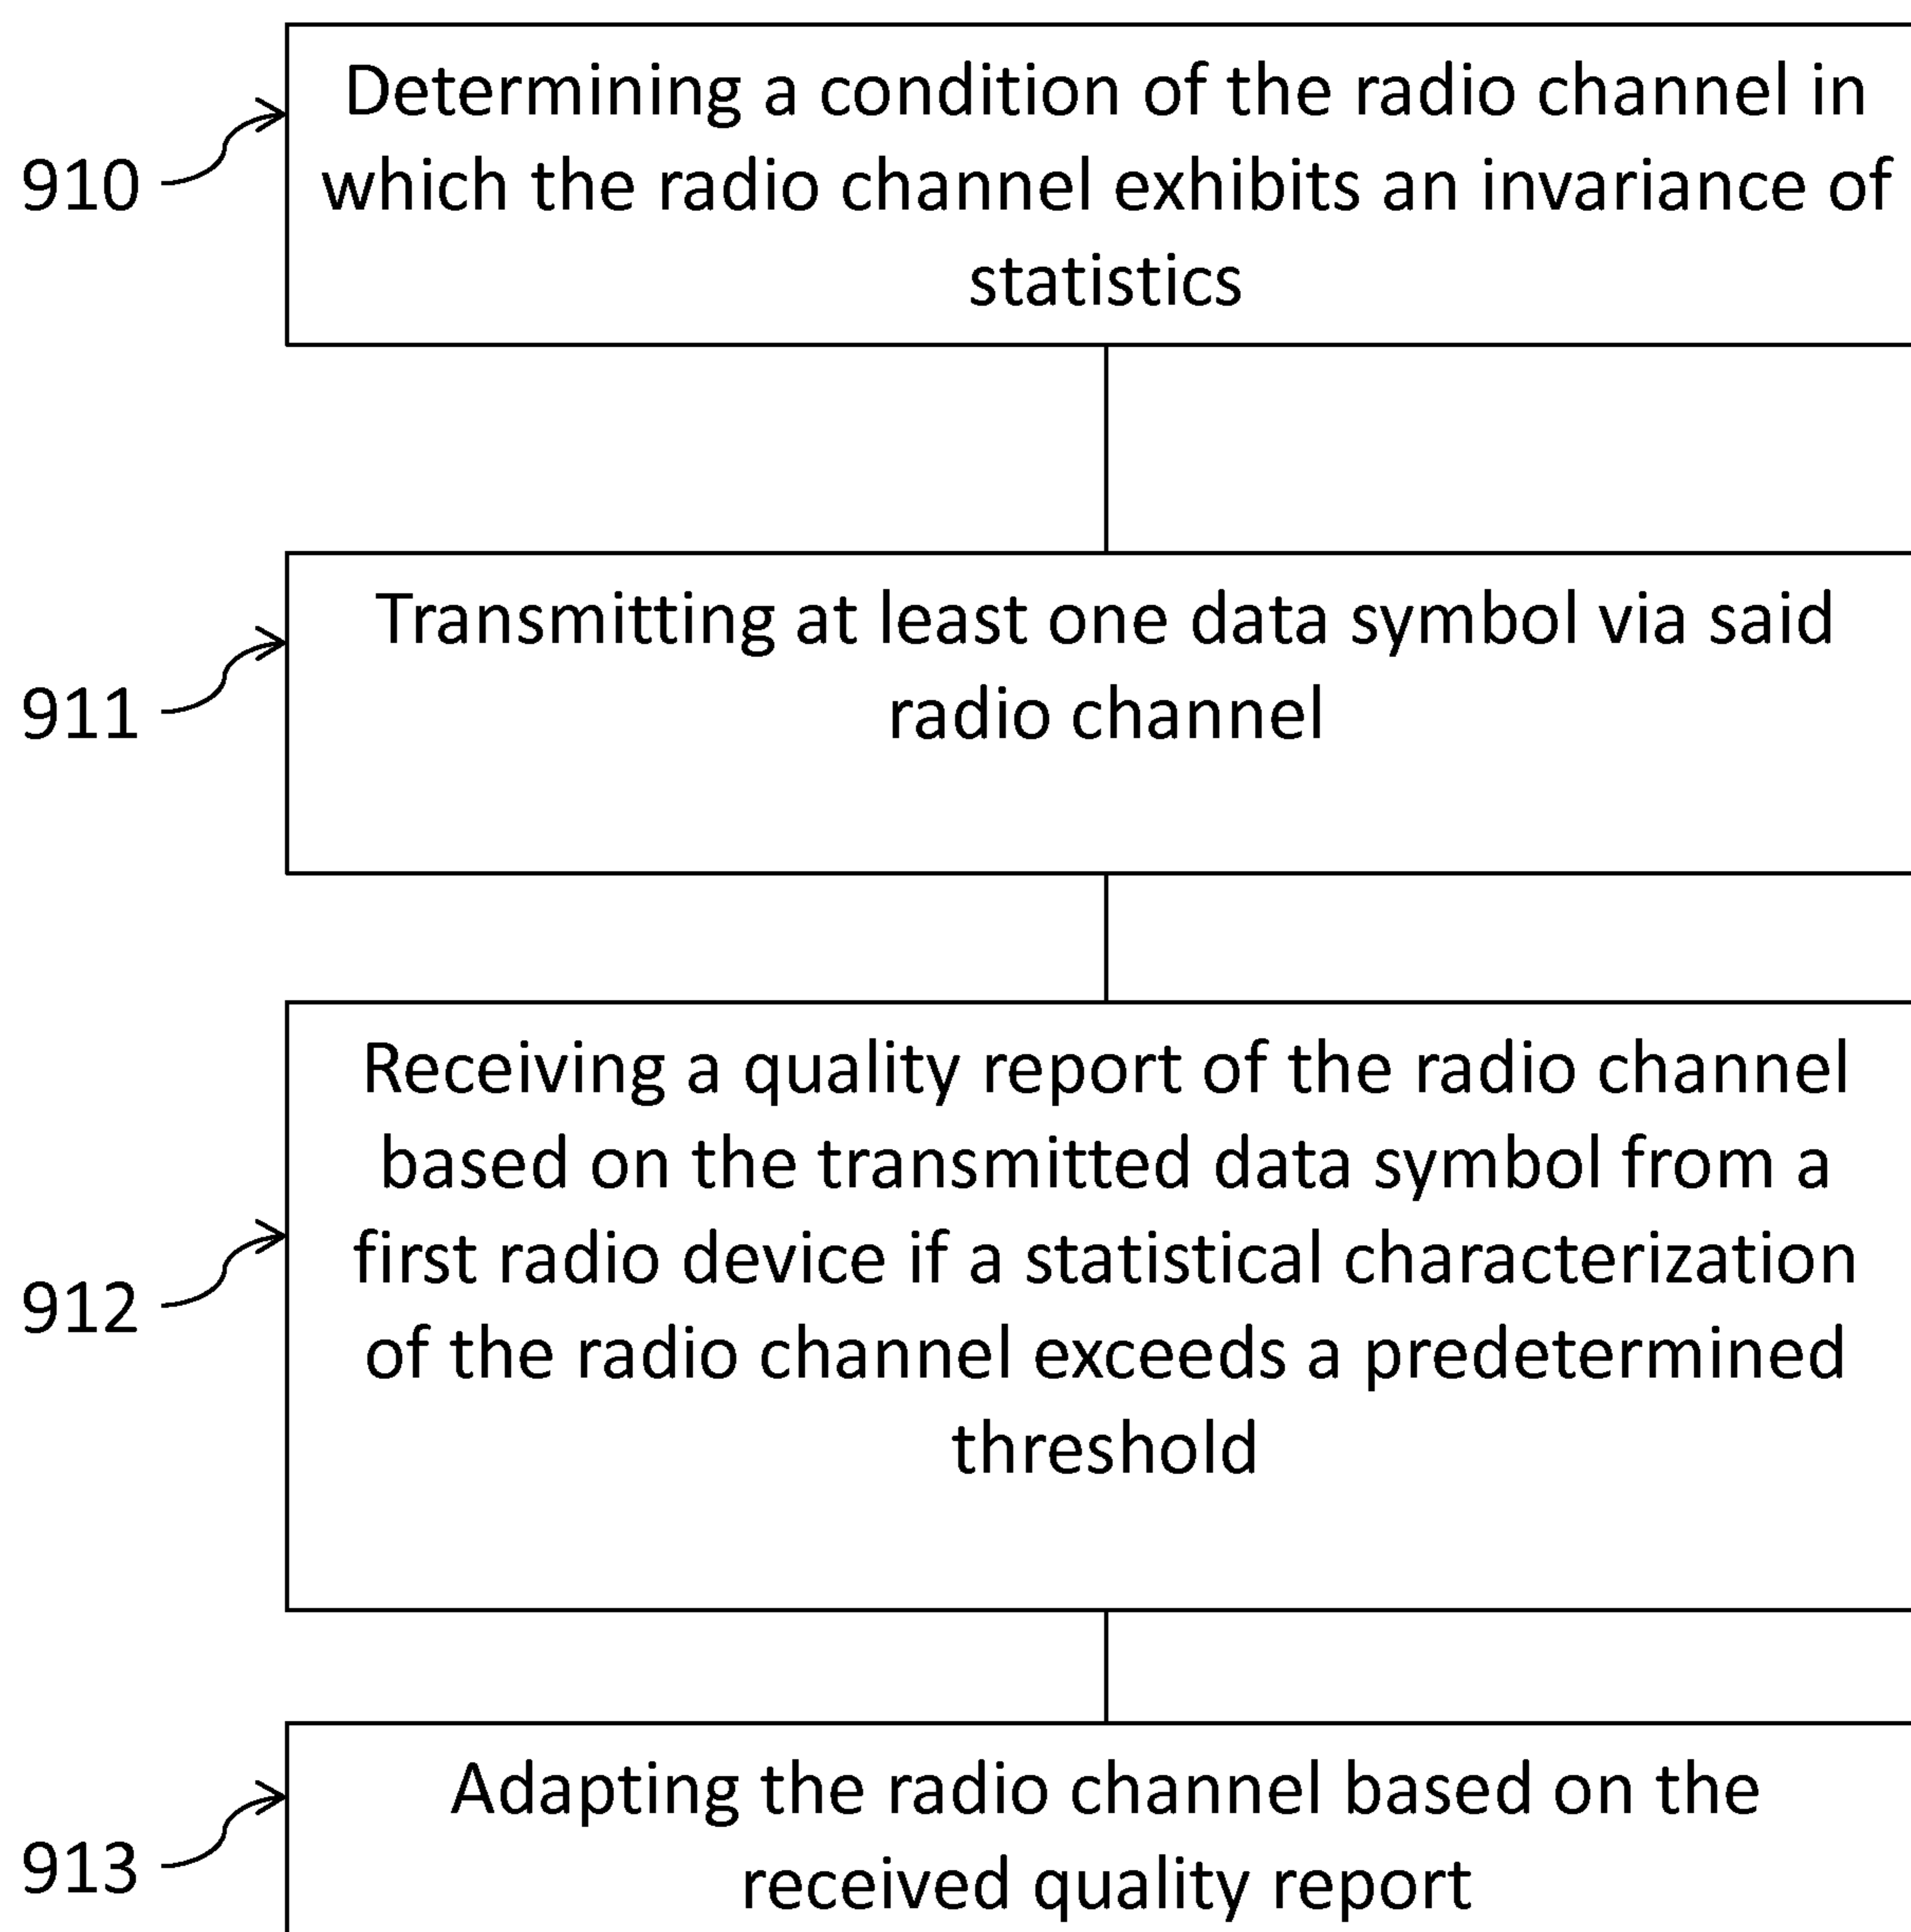 910
Determining a condition of the radio channel in
which the radio channel exhibits an invariance of
statistics
911
Transmitting at least one data symbol via said
radio channel
912
Receiving a quality report of the radio channel
based on the transmitted data symbol from a
first radio device if a statistical characterization
of the radio channel exceeds a predetermined
threshold
913
Adapting the radio channel based on the
received quality report